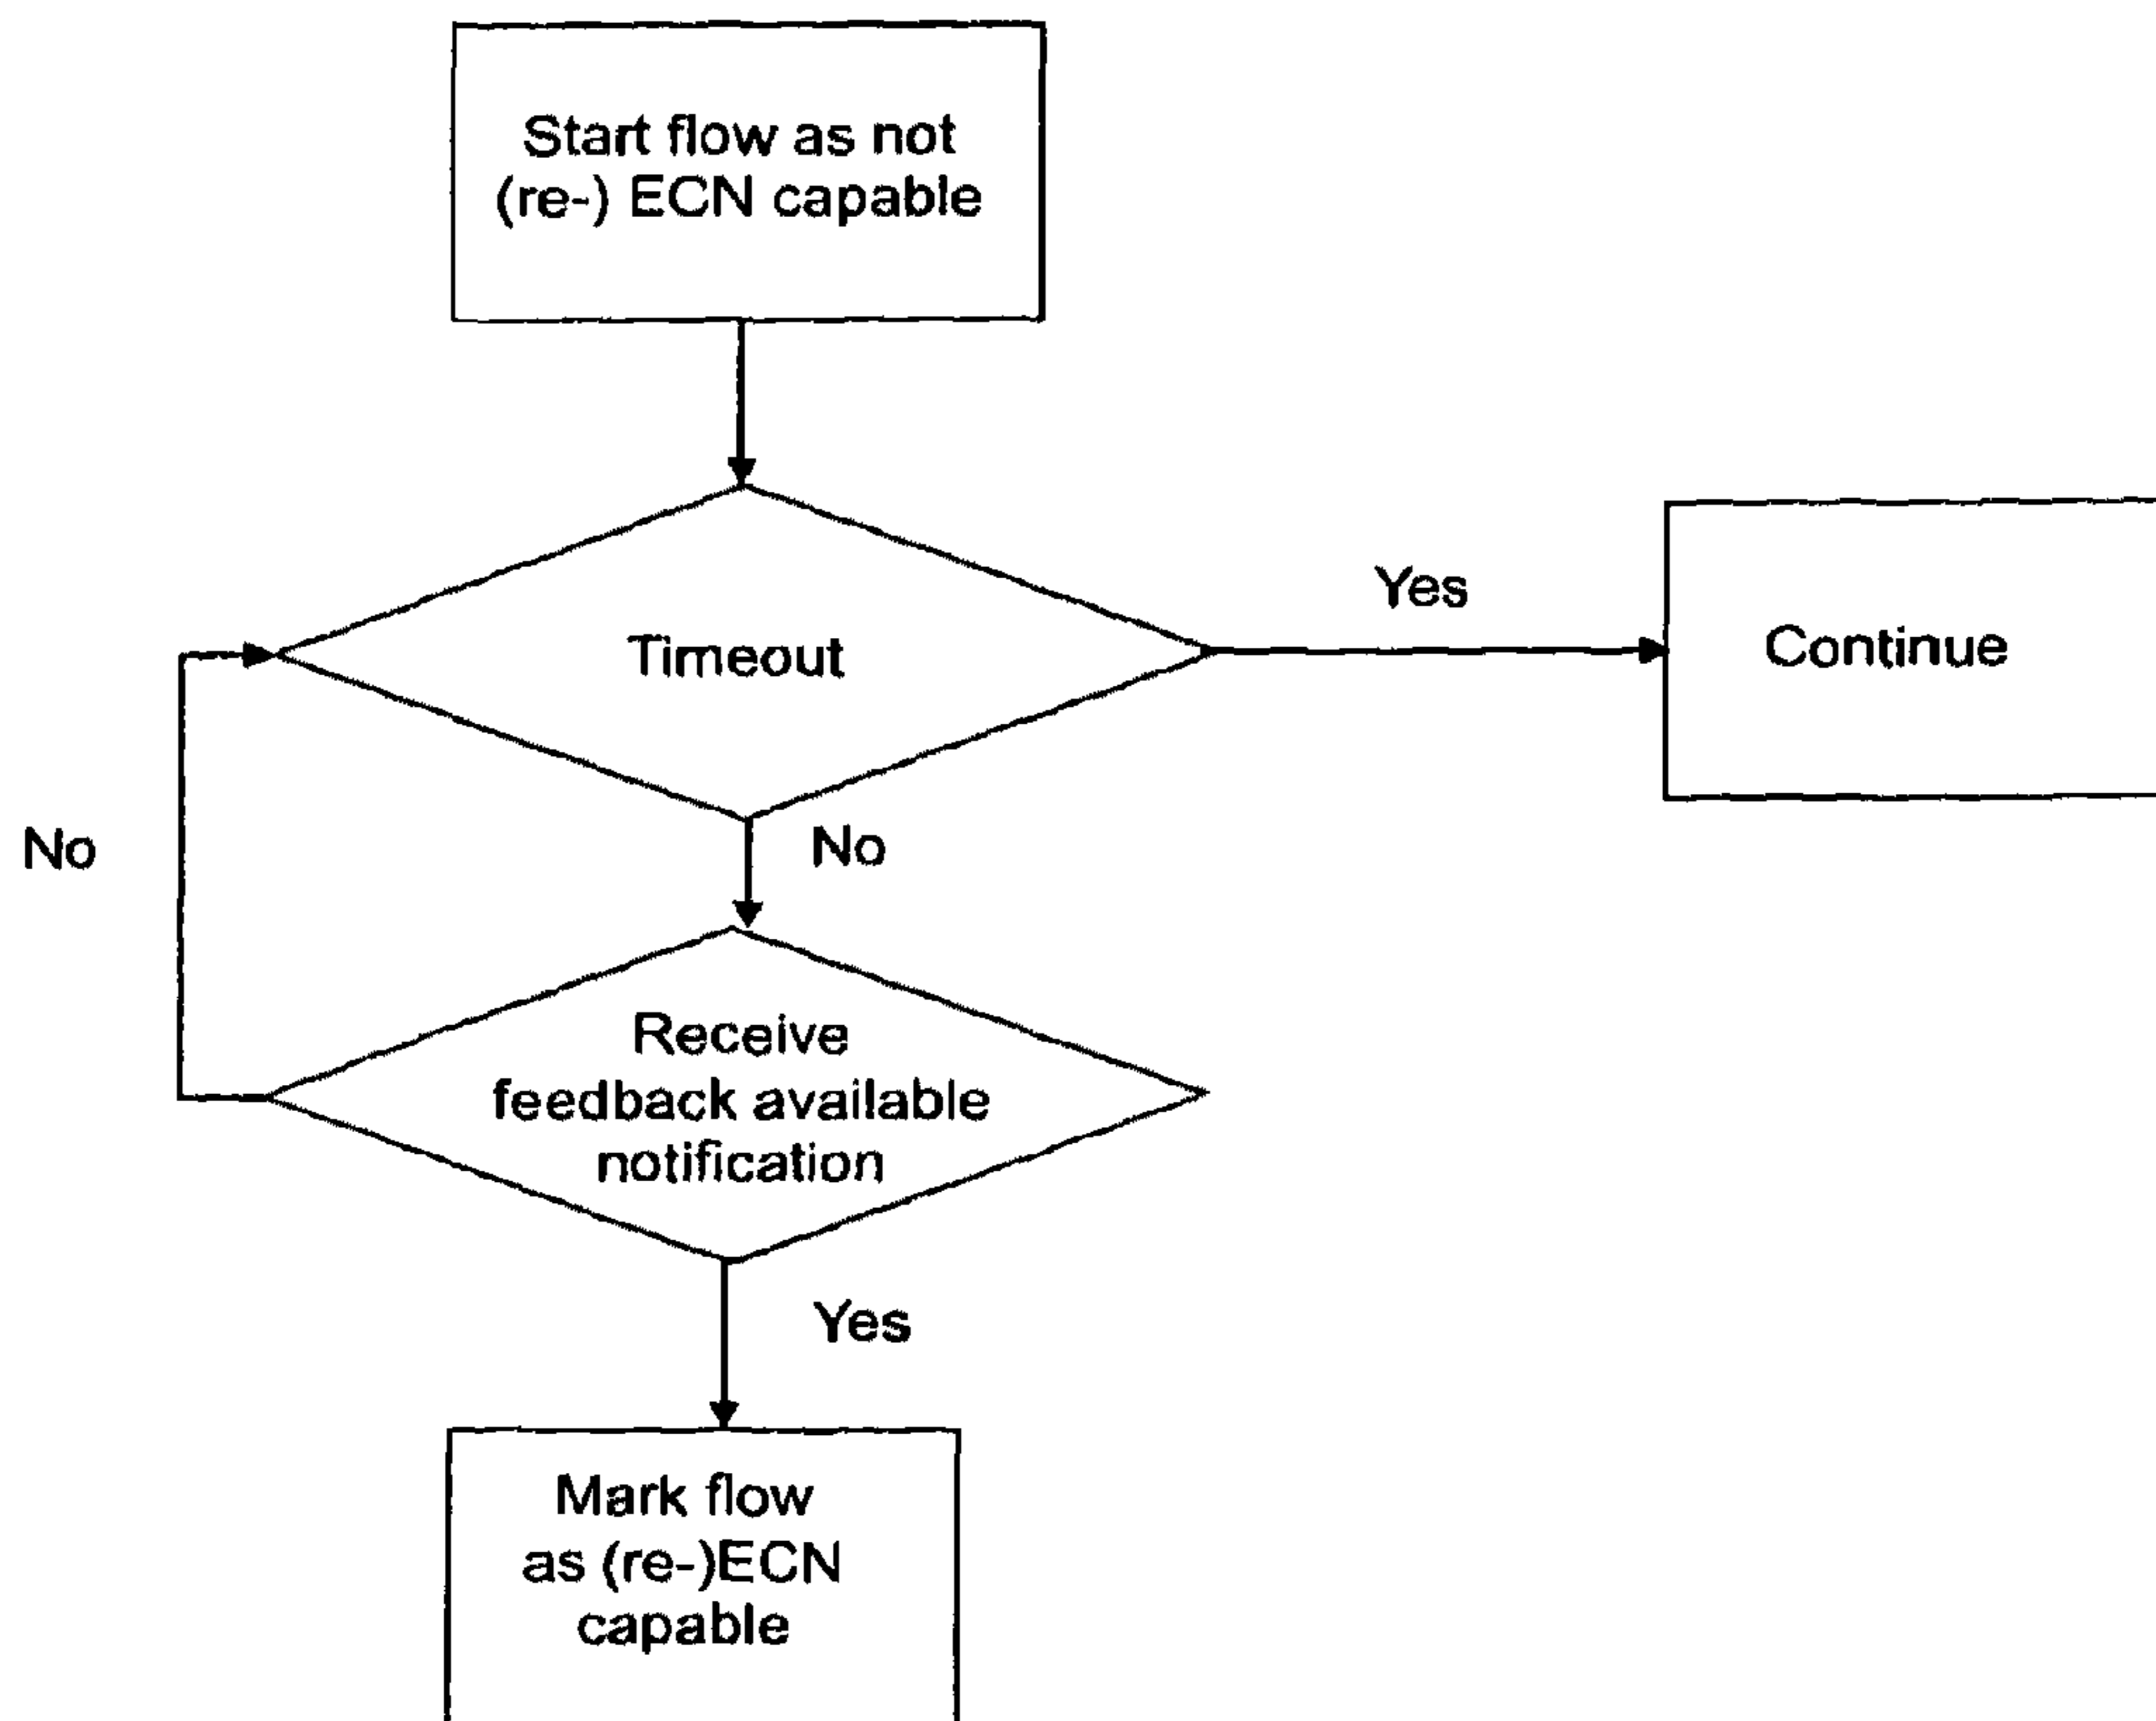 Start flow as not
(re-) ECN capable
Timeout
Yes
Continue
No
No
Receive
feedback available
notification
Yes
Mark flow
as (re-)ECN
capable